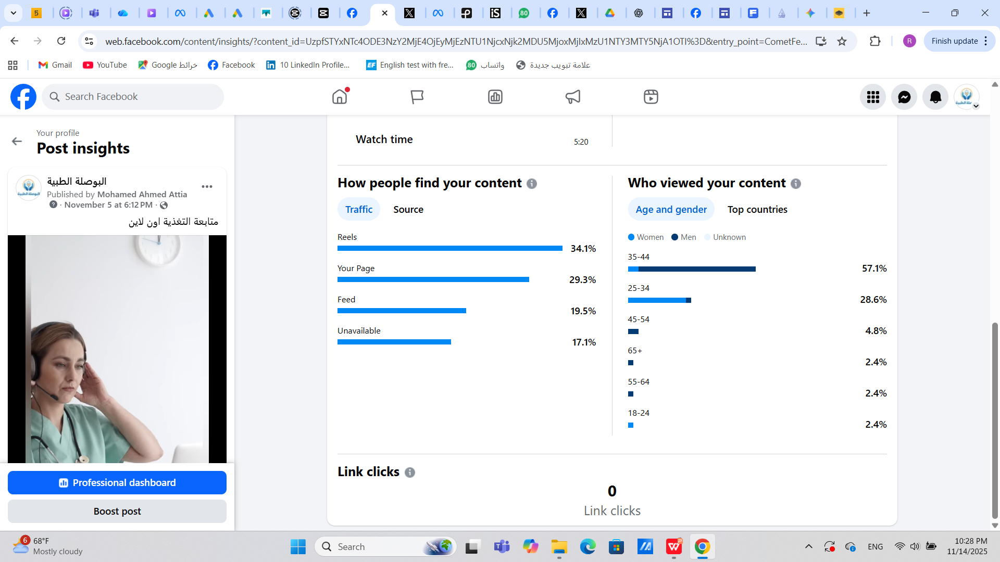 5
80
web.facebook.com/content/insights/?content_id=UzpfSTYxNTc4ODE3NzY2MjE4OjEyMjEzNTU1NjcxNjk2MDU5MjoxMjIxMzU1NTY3MTY5NjA1OTI%3D&entry_point=CometFe...
R
Finish update
Gmail
YouTube
خرائط Google
Facebook
10 LinkedIn Profile...
EF
English test with fre...
80
واتساب
علامة تبويب جديدة
Search Facebook
Your profile
Post insights
البوصلة الطبية
Published by Mohamed Ahmed Attia
· November 5 at 6:12 PM ·
متابعة التغذية اون لاين
Professional dashboard
Boost post
Watch time
5:20
How people find your content
Traffic
Source
Reels
34.1%
Your Page
29.3%
Feed
19.5%
Unavailable
17.1%
Who viewed your content
Age and gender
Top countries
Women
Men
Unknown
35-44
57.1%
25-34
28.6%
45-54
4.8%
65+
2.4%
55-64
2.4%
18-24
2.4%
Link clicks
0
Link clicks
6
68°F
Mostly cloudy
Search
ENG
10:28 PM
11/14/2025